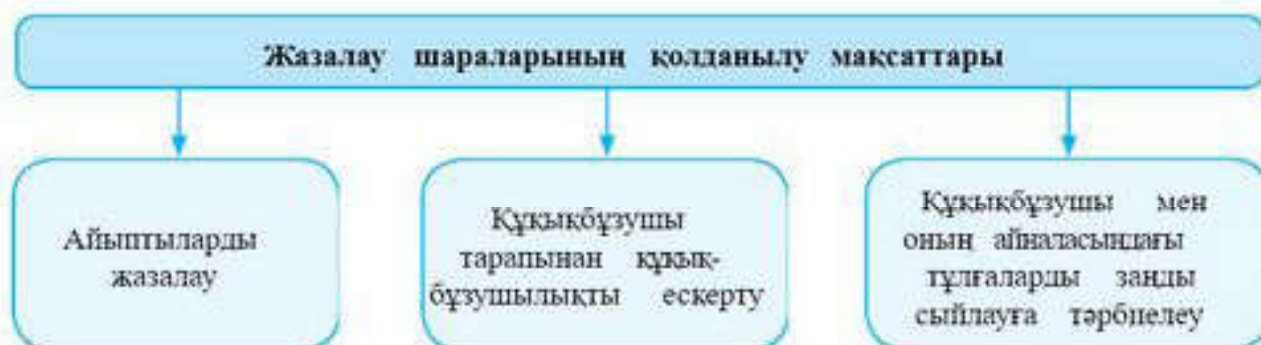 Жазалау шараларының қолданылу мақсаттары
Айыптыларды
жазалау
Құқықбұзушы
тарапынан құқық-
бұзушылықты ескерту
Құқықбұзушы мен
оның айналасындағы
тұлғаларды заңды
сыйлауға тәрбиелеу